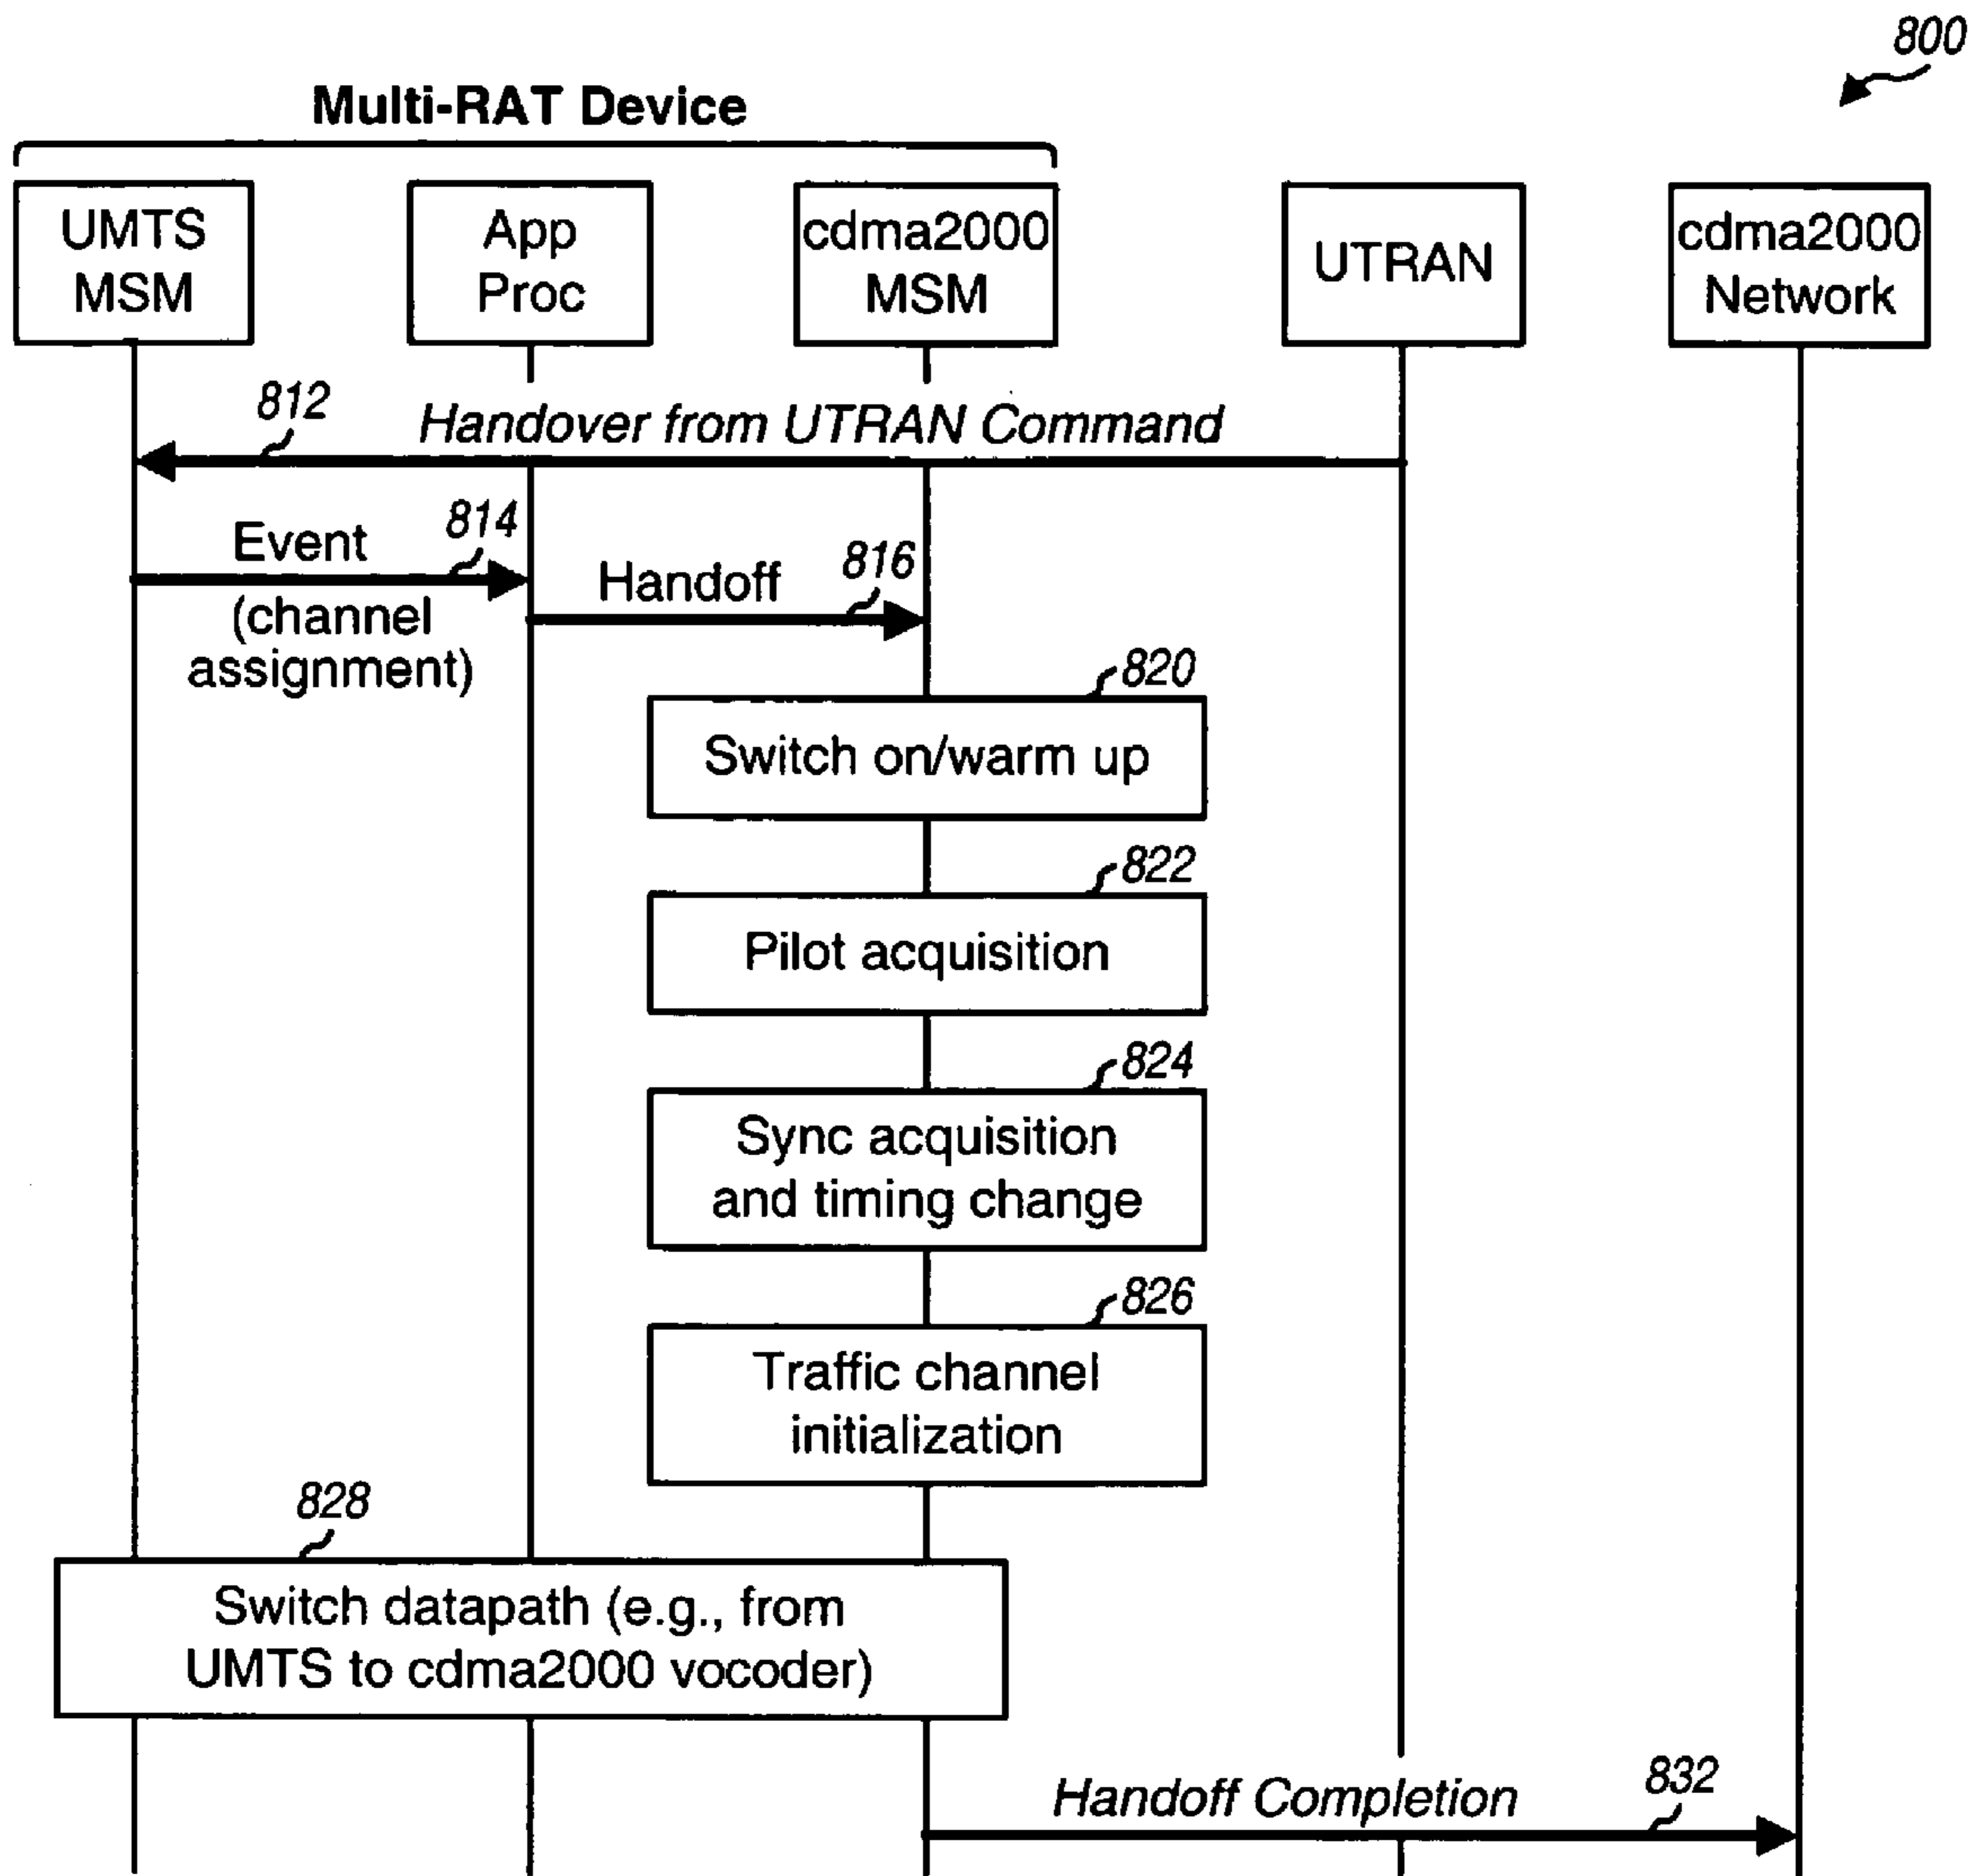 800
Multi-RAT Device
UMTS
MSM
App
Proc
cdma2000
MSM
UTRAN
cdma2000
Network
812
Handover from UTRAN Command
Event
814
(channel
assignment)
Handoff
816
820
Switch on/warm up
822
Pilot acquisition
824
Sync acquisition
and timing change
826
Traffic channel
initialization
828
Switch datapath (e.g., from
UMTS to cdma2000 vocoder)
Handoff Completion
832